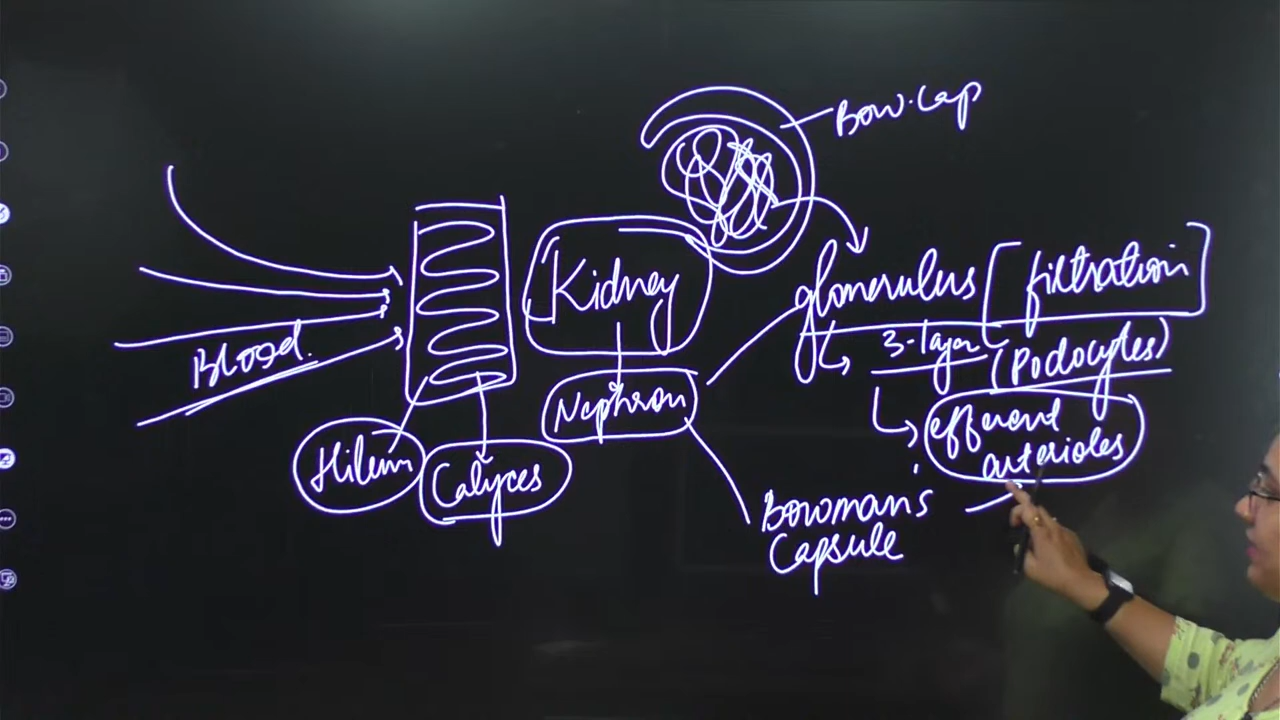 Bow.Cap
Kidney
glomerulus [filtration]
3-layer
(Podocytes)
Blood.
Nephron
efferent
arterioles
Hilum
Calyces
Bowman's
Capsule